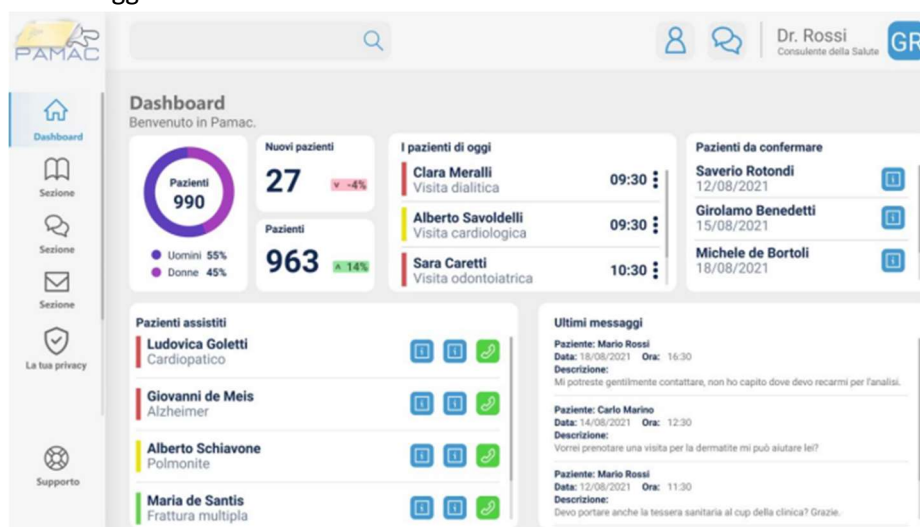 PAMAC
Dr. Rossi
Consulente della Salute
GR
Dashboard
Sezione
Sezione
Sezione
La tua privacy
Supporto
Dashboard
Benvenuto in Pamac.
Pazienti
990
Uomini 55%
Donne 45%
Nuovi pazienti
27
v -4%
Pazienti
963
^ 14%
I pazienti di oggi
Clara Meralli
Visita dialitica
09:30
Alberto Savoldelli
Visita cardiologica
09:30
Sara Caretti
Visita odontoiatrica
10:30
Pazienti da confermare
Saverio Rotondi
12/08/2021
Girolamo Benedetti
15/08/2021
Michele de Bortoli
18/08/2021
Pazienti assistiti
Ludovica Goletti
Cardiopatico
Giovanni de Meis
Alzheimer
Alberto Schiavone
Polmonite
Maria de Santis
Frattura multipla
Ultimi messaggi
Paziente: Mario Rossi
Data: 18/08/2021 Ora: 16:30
Descrizione:
Mi potreste gentilmente contattare, non ho capito dove devo recarmi per l'analisi.
Paziente: Carlo Marino
Data: 14/08/2021 Ora: 12:30
Descrizione:
Vorrei prenotare una visita per la dermatite mi può aiutare lei?
Paziente: Mario Rossi
Data: 12/08/2021 Ora: 11:30
Descrizione:
Devo portare anche la tessera sanitaria al cup della clinica? Grazie.